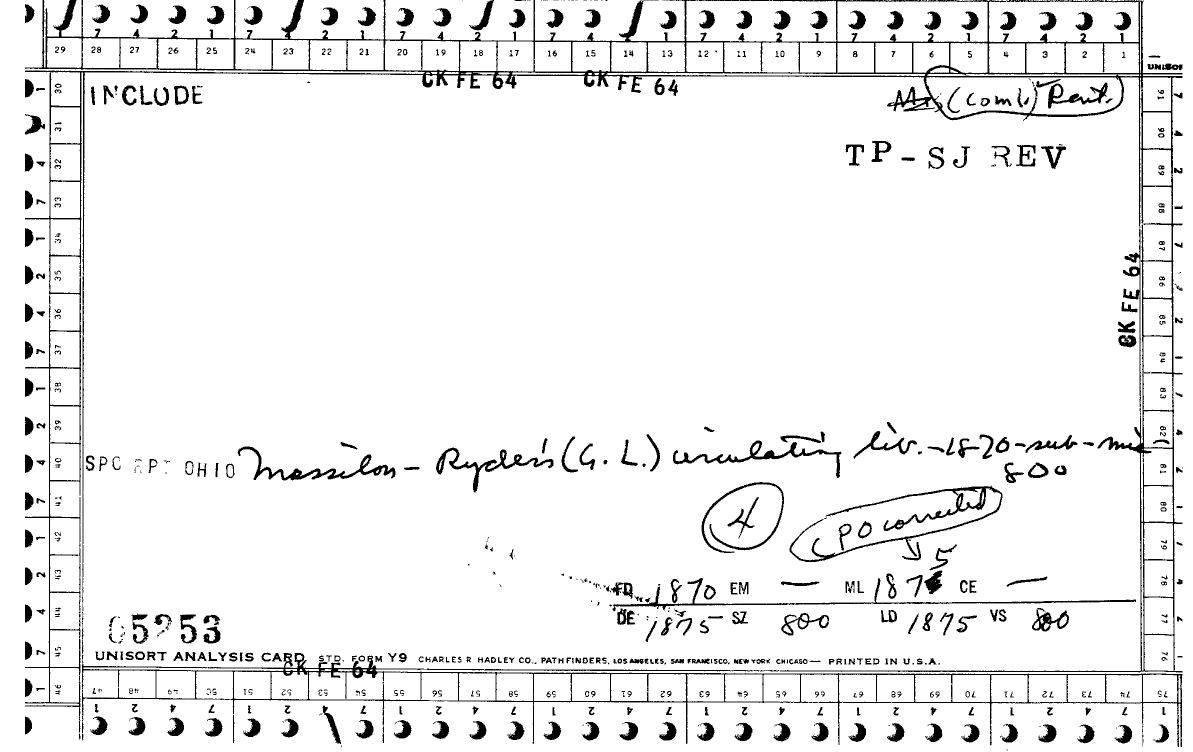 7 4 2 1 7 4 2 1 7 4 2 1 7 4 2 1 7 4 2 1 7 4 2 1 7 4 2 1
29 28 27 26 25 24 23 22 21 20 19 18 17 16 15 14 13 12 11 10 9 8 7 6 5 4 3 2 1
CK FE 64 CK FE 64
UNISOR
INCLUDE
(comb) Rent.
TP-SJ REV
CK FE 64
SPC RPT OHIO Massilon - Ryder's (G. L.) circulating lib. - 1870 - sub - misc
800
4
PO corrected
5
FD 1870 EM — ML 187 CE —
DE 1875 SZ 800 LD 1875 VS 800
05253
UNISORT ANALYSIS CARD STD. FORM Y9 CHARLES R HADLEY CO., PATHFINDERS, LOS ANGELES, SAN FRANCISCO, NEW YORK CHICAGO — PRINTED IN U.S.A.
CK FE 64
30 31 32 33 34 35 36 37 38 39 40 41 42 43 44 45 46
91 90 89 88 87 86 85 84 83 82 81 80 79 78 77 76
47 48 49 50 51 52 53 54 55 56 57 58 59 60 61 62 63 64 65 66 67 68 69 70 71 72 73 74 75
1 2 4 7 1 2 4 7 1 2 4 7 1 2 4 7 1 2 4 7 1 2 4 7 1 2 4 7 1